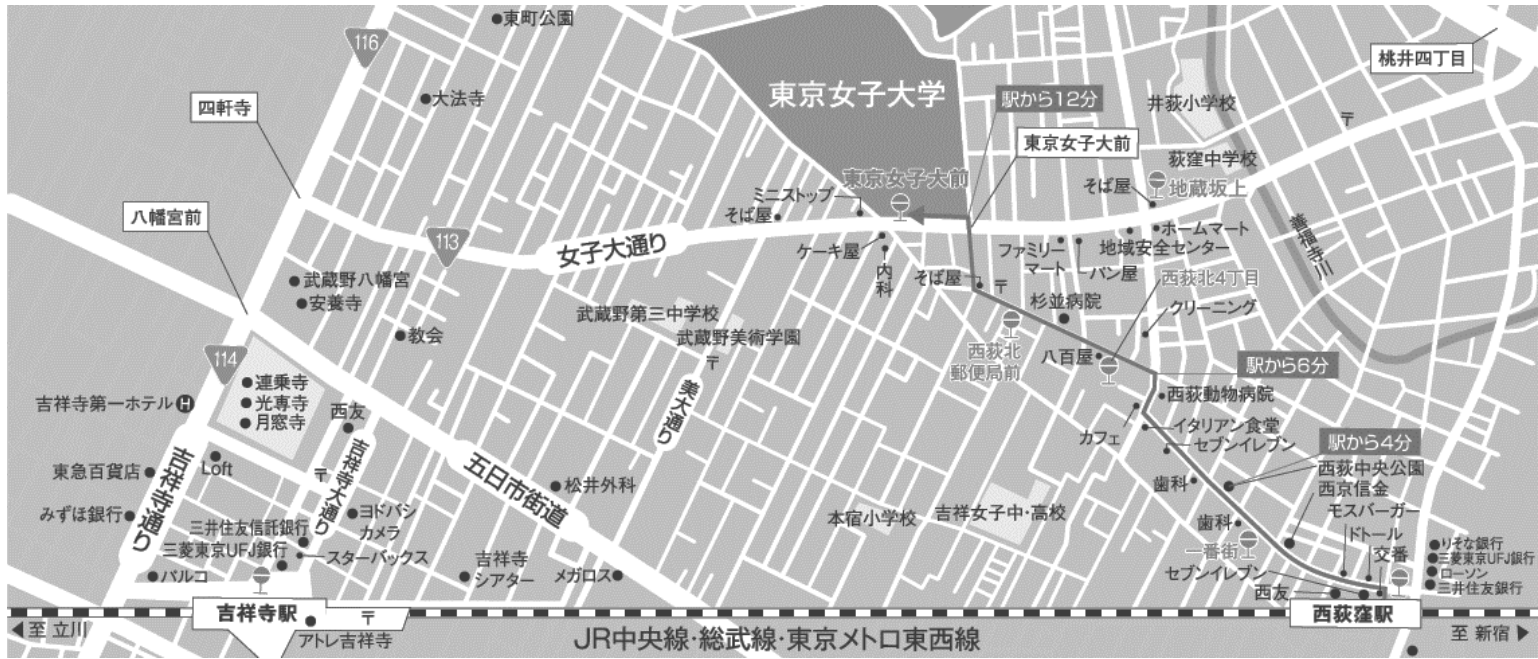 東町公園
116
大法寺
四軒寺
八幡宮前
113
武蔵野八幡宮
安養寺
教会
114
連乗寺
光専寺
月窓寺
吉祥寺第一ホテル
H
西友
Loft
東急百貨店
みずほ銀行
吉祥寺通り
吉祥寺大通り
〒
ヨドバシ
カメラ
三井住友信託銀行
三菱東京UFJ銀行
スターバックス
パルコ
吉祥寺駅
〒
アトレ吉祥寺
至 立川
五日市街道
松井外科
吉祥寺
シアター
メガロス
女子大通り
武蔵野第三中学校
武蔵野美術学園
〒
美大通り
東京女子大学
駅から12分
東京女子大前
東京女子大前
ミニストップ
そば屋
ケーキ屋
内科
そば屋
〒
西荻北
郵便局前
杉並病院
八百屋
ファミリー
マート
パン屋
地域安全センター
ホームマート
そば屋
地蔵坂上
荻窪中学校
井荻小学校
〒
桃井四丁目
善福寺川
西荻北4丁目
クリーニング
駅から6分
西荻動物病院
カフェ
イタリアン食堂
セブンイレブン
駅から4分
西荻中央公園
西京信金
歯科
歯科
モスバーガー
ドトール
交番
一番街
セブンイレブン
西友
本宿小学校
吉祥女子中・高校
りそな銀行
三菱東京UFJ銀行
ローソン
三井住友銀行
西荻窪駅
至 新宿
JR中央線・総武線・東京メトロ東西線